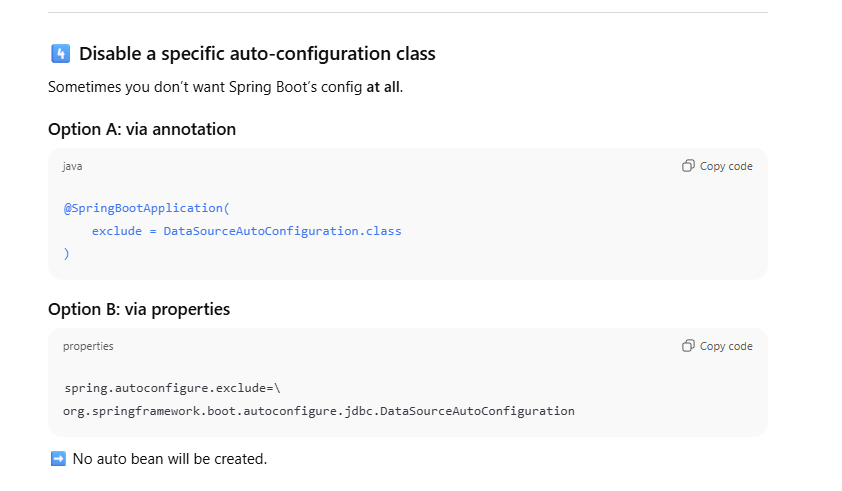 4 Disable a specific auto-configuration class
Sometimes you don’t want Spring Boot’s config at all.
Option A: via annotation
java
Copy code
@SpringBootApplication(
    exclude = DataSourceAutoConfiguration.class
)
Option B: via properties
properties
Copy code
spring.autoconfigure.exclude=\
org.springframework.boot.autoconfigure.jdbc.DataSourceAutoConfiguration
➡ No auto bean will be created.